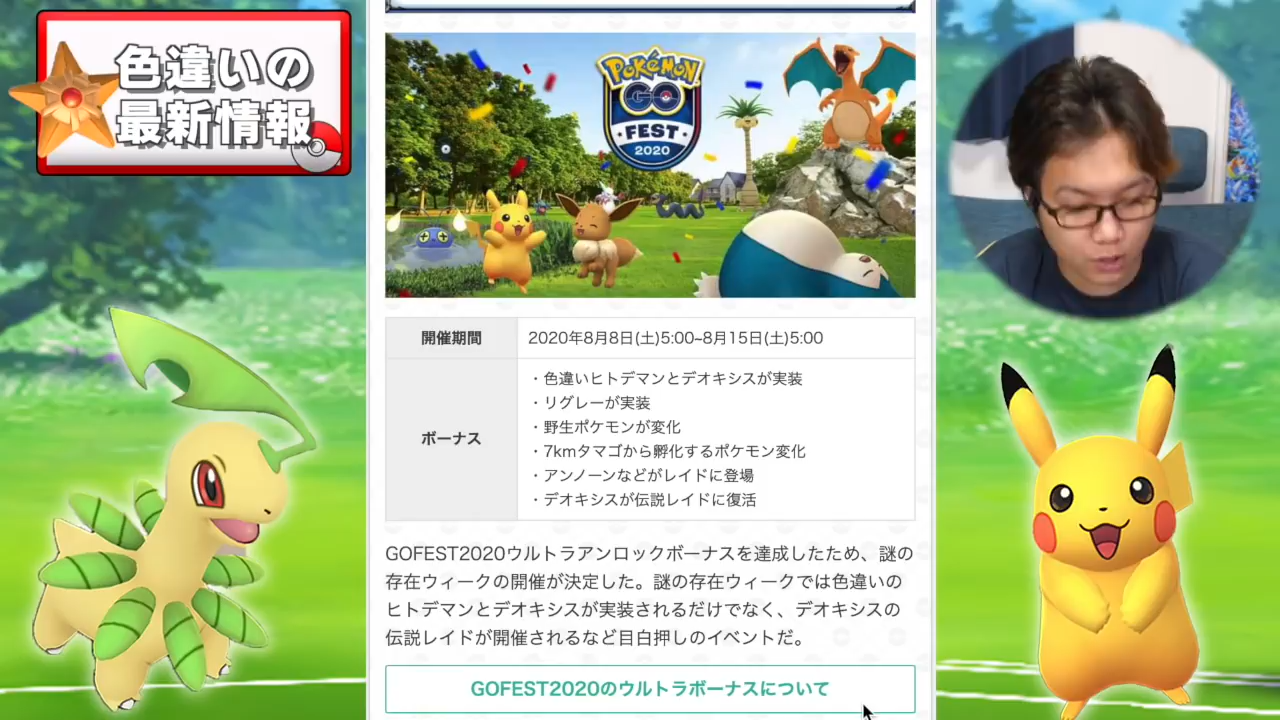 色違いの
最新情報
POKÉMON
GO
FEST
2020
開催期間
2020年8月8日(土)5:00~8月15日(土)5:00
ボーナス
・色違いヒトデマンとデオキシスが実装
・リグレーが実装
・野生ポケモンが変化
・7kmタマゴから孵化するポケモン変化
・アンノーンなどがレイドに登場
・デオキシスが伝説レイドに復活
GOFEST2020ウルトラアンロックボーナスを達成したため、謎の
存在ウィークの開催が決定した。謎の存在ウィークでは色違いの
ヒトデマンとデオキシスが実装されるだけでなく、デオキシスの
伝説レイドが開催されるなど目白押しのイベントだ。
GOFEST2020のウルトラボーナスについて